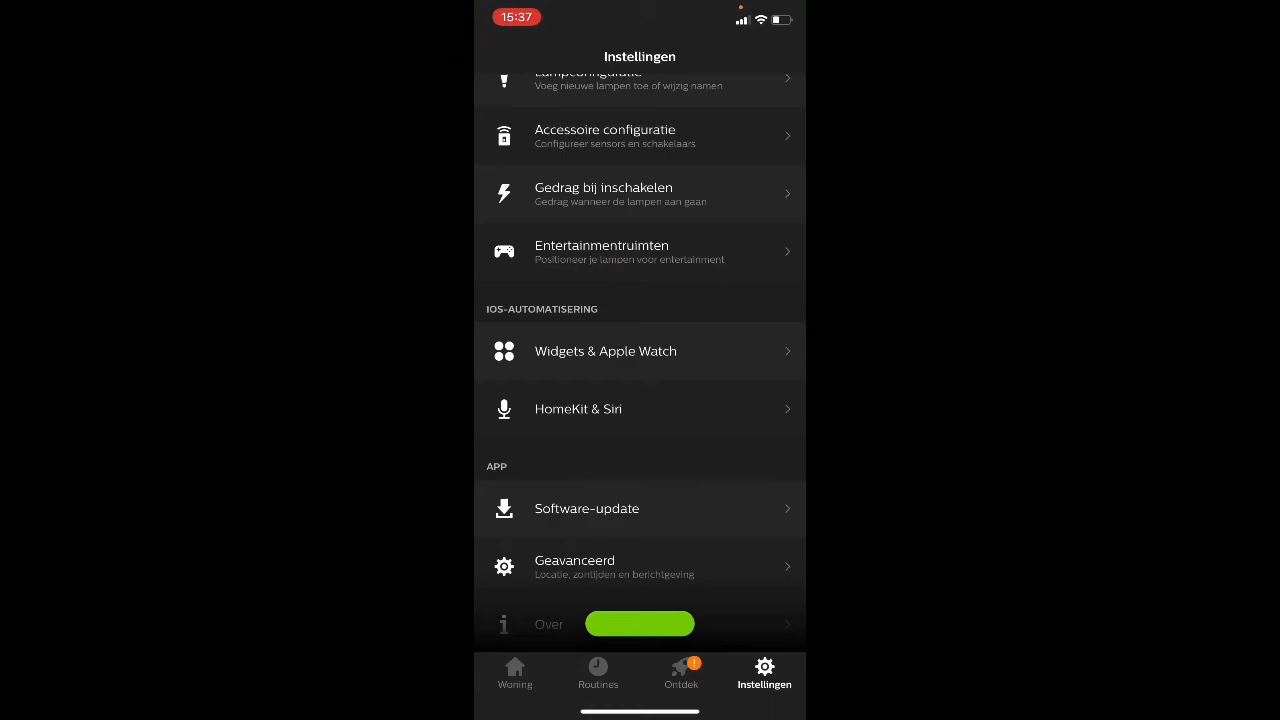 15:37
Instellingen
Lampconfiguratie
Voeg nieuwe lampen toe of wijzig namen
Accessoire configuratie
Configureer sensors en schakelaars
Gedrag bij inschakelen
Gedrag wanneer de lampen aan gaan
Entertainmentruimten
Positioneer je lampen voor entertainment
IOS-AUTOMATISERING
Widgets & Apple Watch
HomeKit & Siri
APP
Software-update
Geavanceerd
Locatie, zontijden en berichtgeving
Over
Woning
Routines
Ontdek
Instellingen